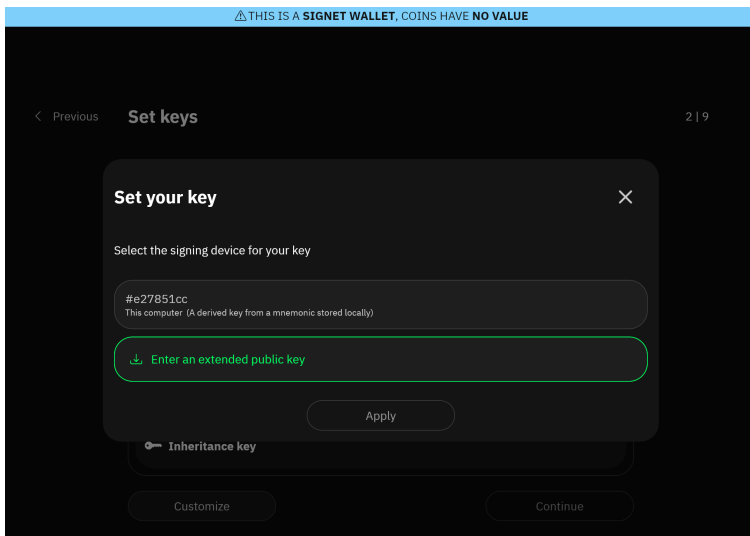 ⚠THIS IS A SIGNET WALLET, COINS HAVE NO VALUE
Previous
Set keys
2 | 9
Set your key
Select the signing device for your key
#e27851cc
This computer (A derived key from a mnemonic stored locally)
Enter an extended public key
Apply
Inheritance key
Customize
Continue